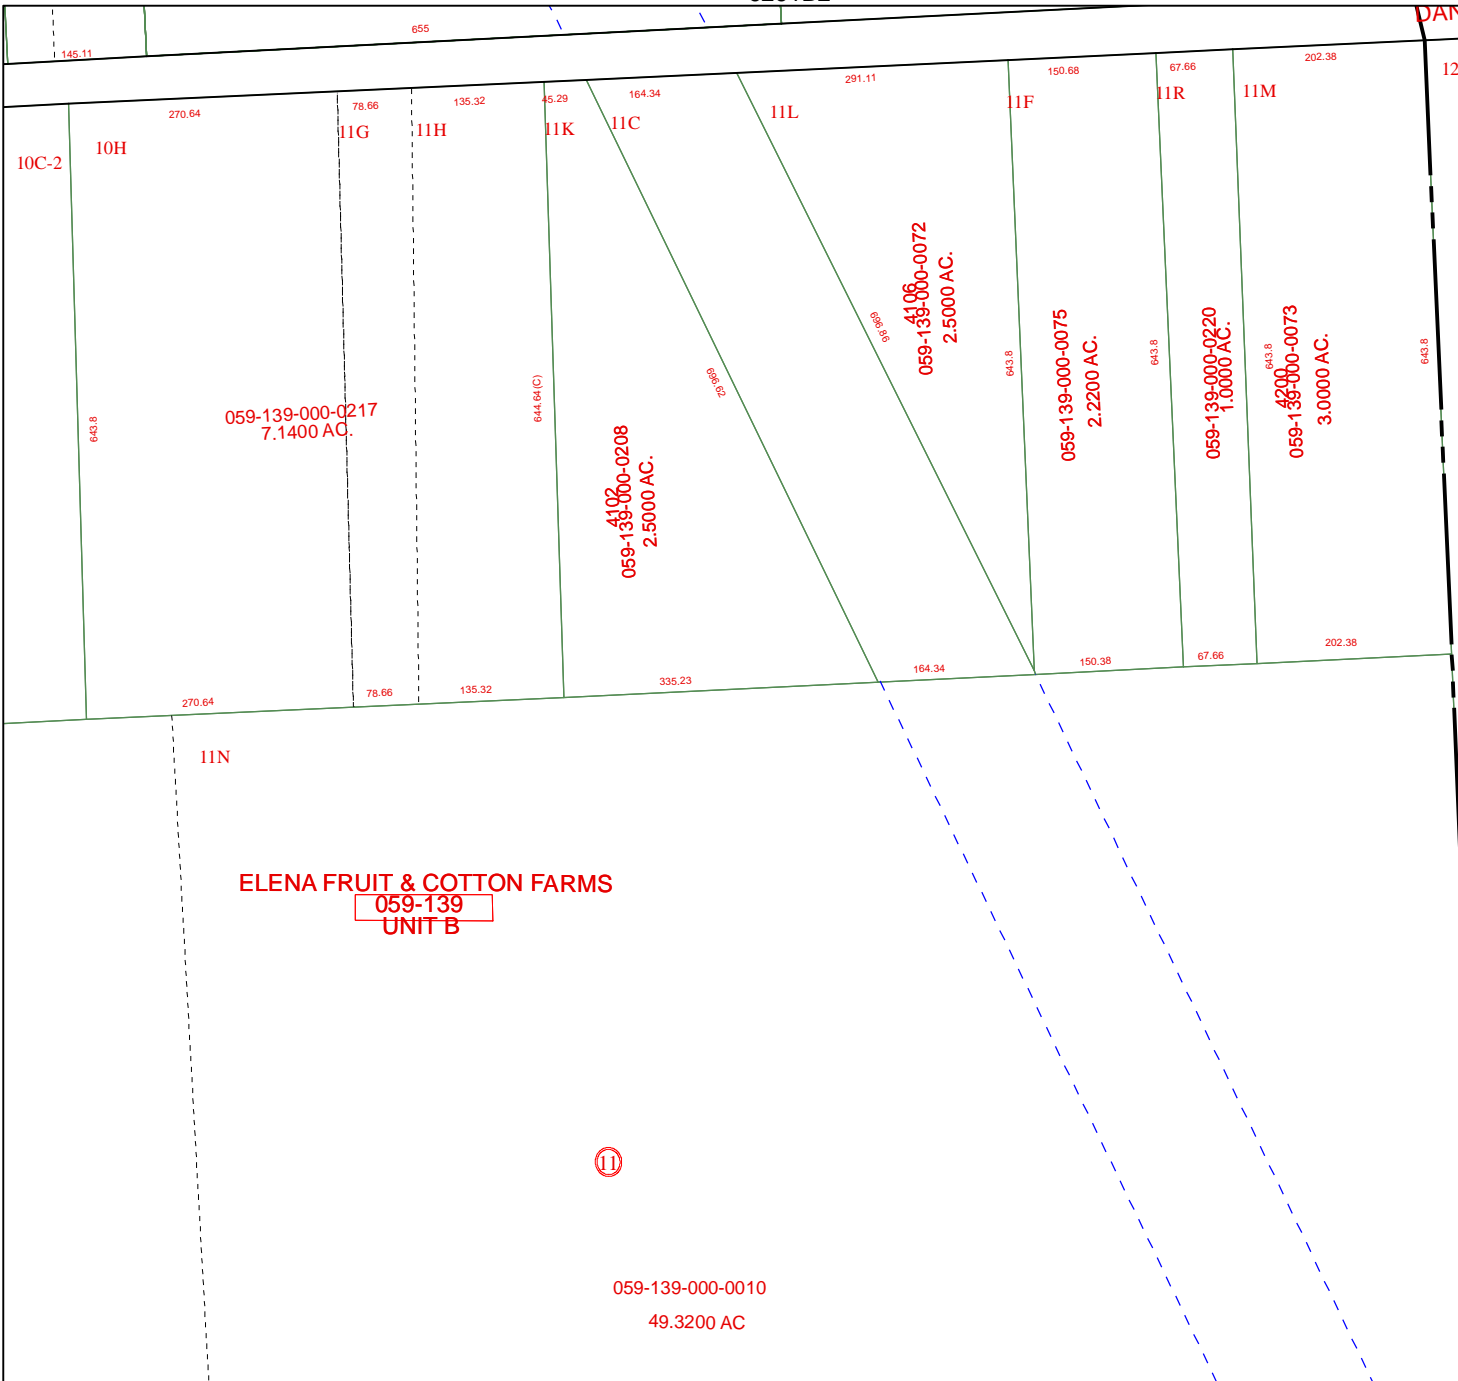 DAN
655
145.11
12
270.64
78.66
135.32
45.29
164.34
291.11
150.68
67.66
202.38
10C-2
10H
11G
11H
11K
11C
11L
11F
11R
11M
643.8
059-139-000-0217
7.1400 AC.
644.64 (C)
4102
059-139-000-0208
2.5000 AC.
696.62
696.86
4106
059-139-000-0072
2.5000 AC.
643.8
059-139-000-0075
2.2200 AC.
643.8
059-139-000-0220
1.0000 AC.
643.8
4200
059-139-000-0073
3.0000 AC.
643.8
270.64
78.66
135.32
335.23
164.34
150.38
67.66
202.38
11N
ELENA FRUIT & COTTON FARMS
059-139
UNIT B
11
059-139-000-0010
49.3200 AC